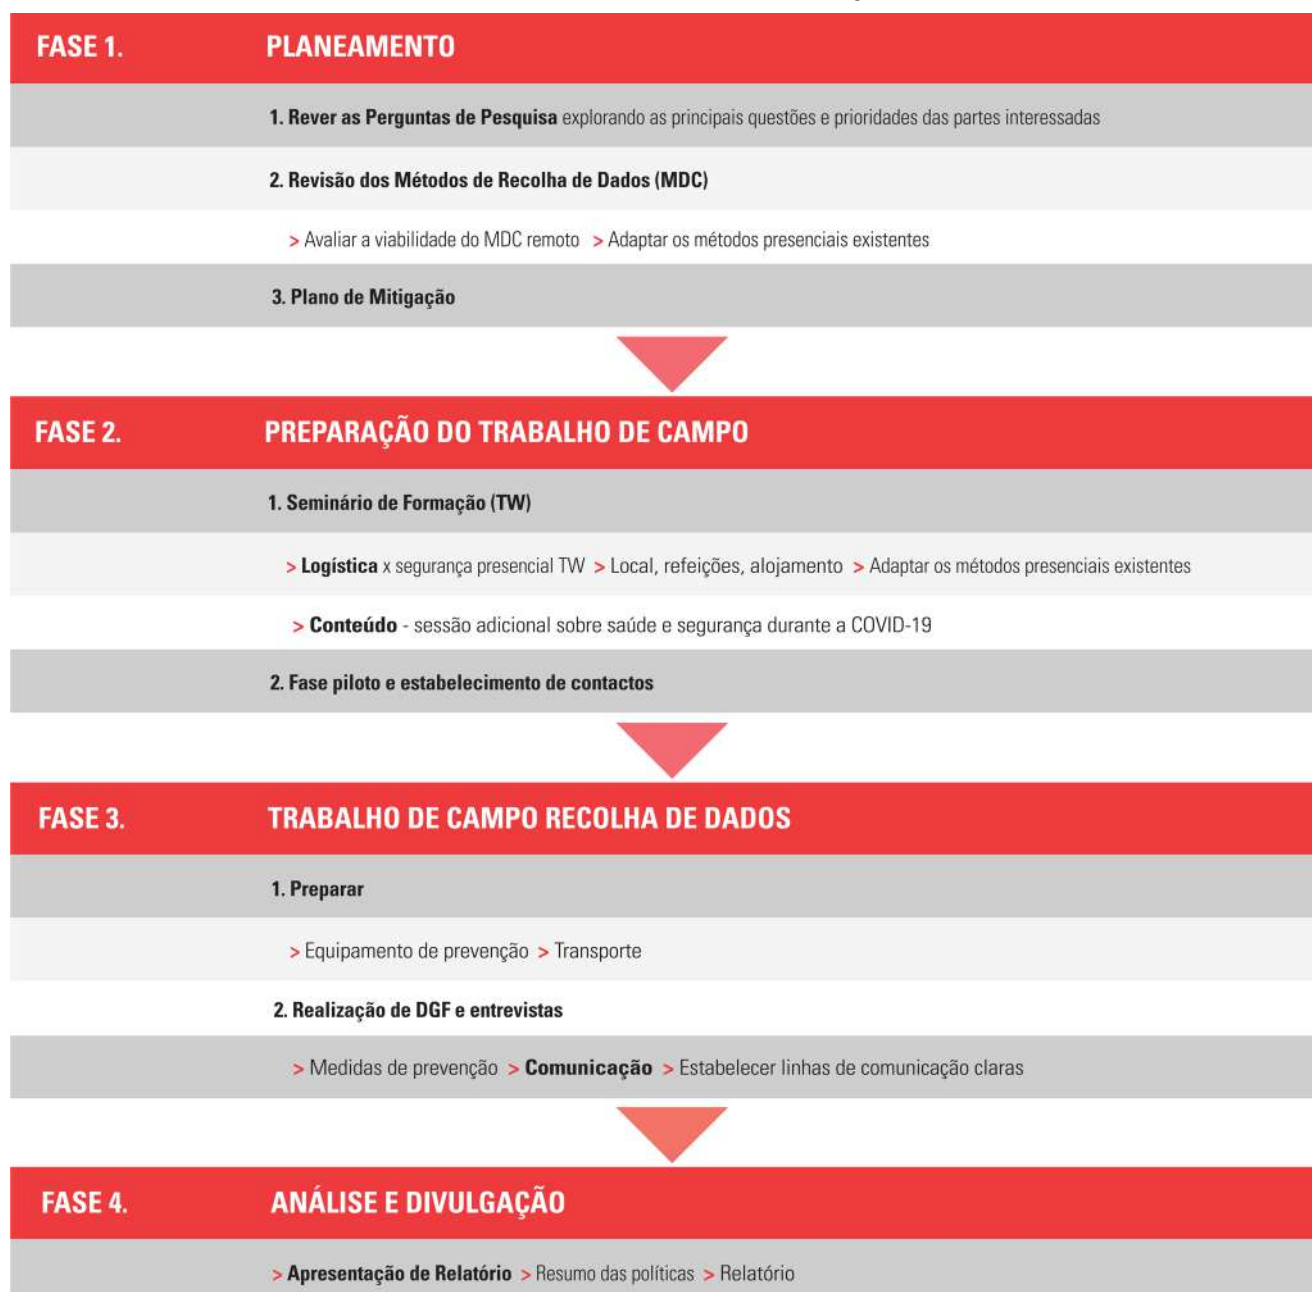 FASE 1. PLANEAMENTO
1. Rever as Perguntas de Pesquisa explorando as principais questões e prioridades das partes interessadas
2. Revisão dos Métodos de Recolha de Dados (MDC)
> Avaliar a viabilidade do MDC remoto > Adaptar os métodos presenciais existentes
3. Plano de Mitigação
FASE 2. PREPARAÇÃO DO TRABALHO DE CAMPO
1. Seminário de Formação (TW)
> Logística x segurança presencial TW > Local, refeições, alojamento > Adaptar os métodos presenciais existentes
> Conteúdo - sessão adicional sobre saúde e segurança durante a COVID-19
2. Fase piloto e estabelecimento de contactos
FASE 3. TRABALHO DE CAMPO RECOLHA DE DADOS
1. Preparar
> Equipamento de prevenção > Transporte
2. Realização de DGF e entrevistas
> Medidas de prevenção > Comunicação > Estabelecer linhas de comunicação claras
FASE 4. ANÁLISE E DIVULGAÇÃO
> Apresentação de Relatório > Resumo das políticas > Relatório